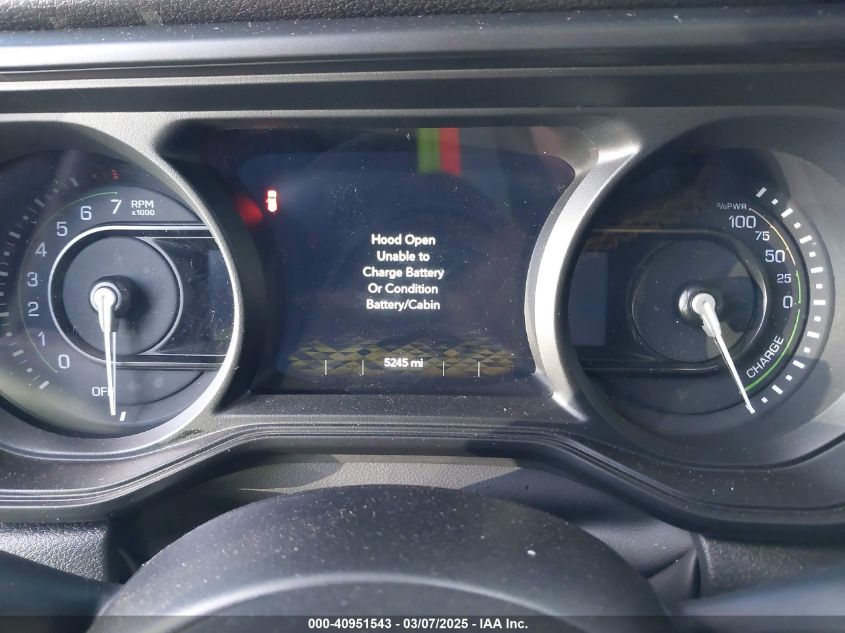 7 RPM
x1000
6
5
4
3
2
1
0
OFF
Hood Open
Unable to
Charge Battery
Or Condition
Battery/Cabin
5245 mi
%PWR
100
75
50
25
0
CHARGE
000-40951543 - 03/07/2025 - IAA Inc.